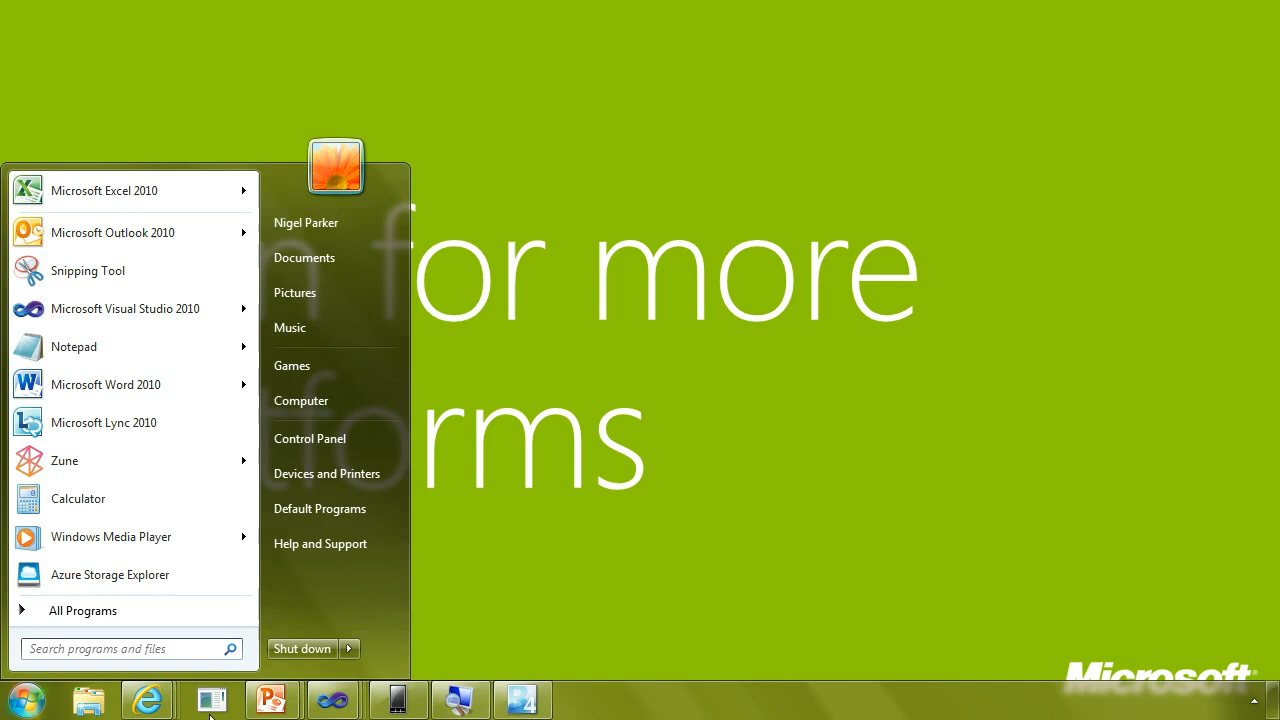 Microsoft Excel 2010
Microsoft Outlook 2010
Snipping Tool
Microsoft Visual Studio 2010
Notepad
Microsoft Word 2010
Microsoft Lync 2010
Zune
Calculator
Windows Media Player
Azure Storage Explorer
All Programs
Search programs and files
Nigel Parker
Documents
Pictures
Music
Games
Computer
Control Panel
Devices and Printers
Default Programs
Help and Support
Shut down
n for more
tforms
Microsoft